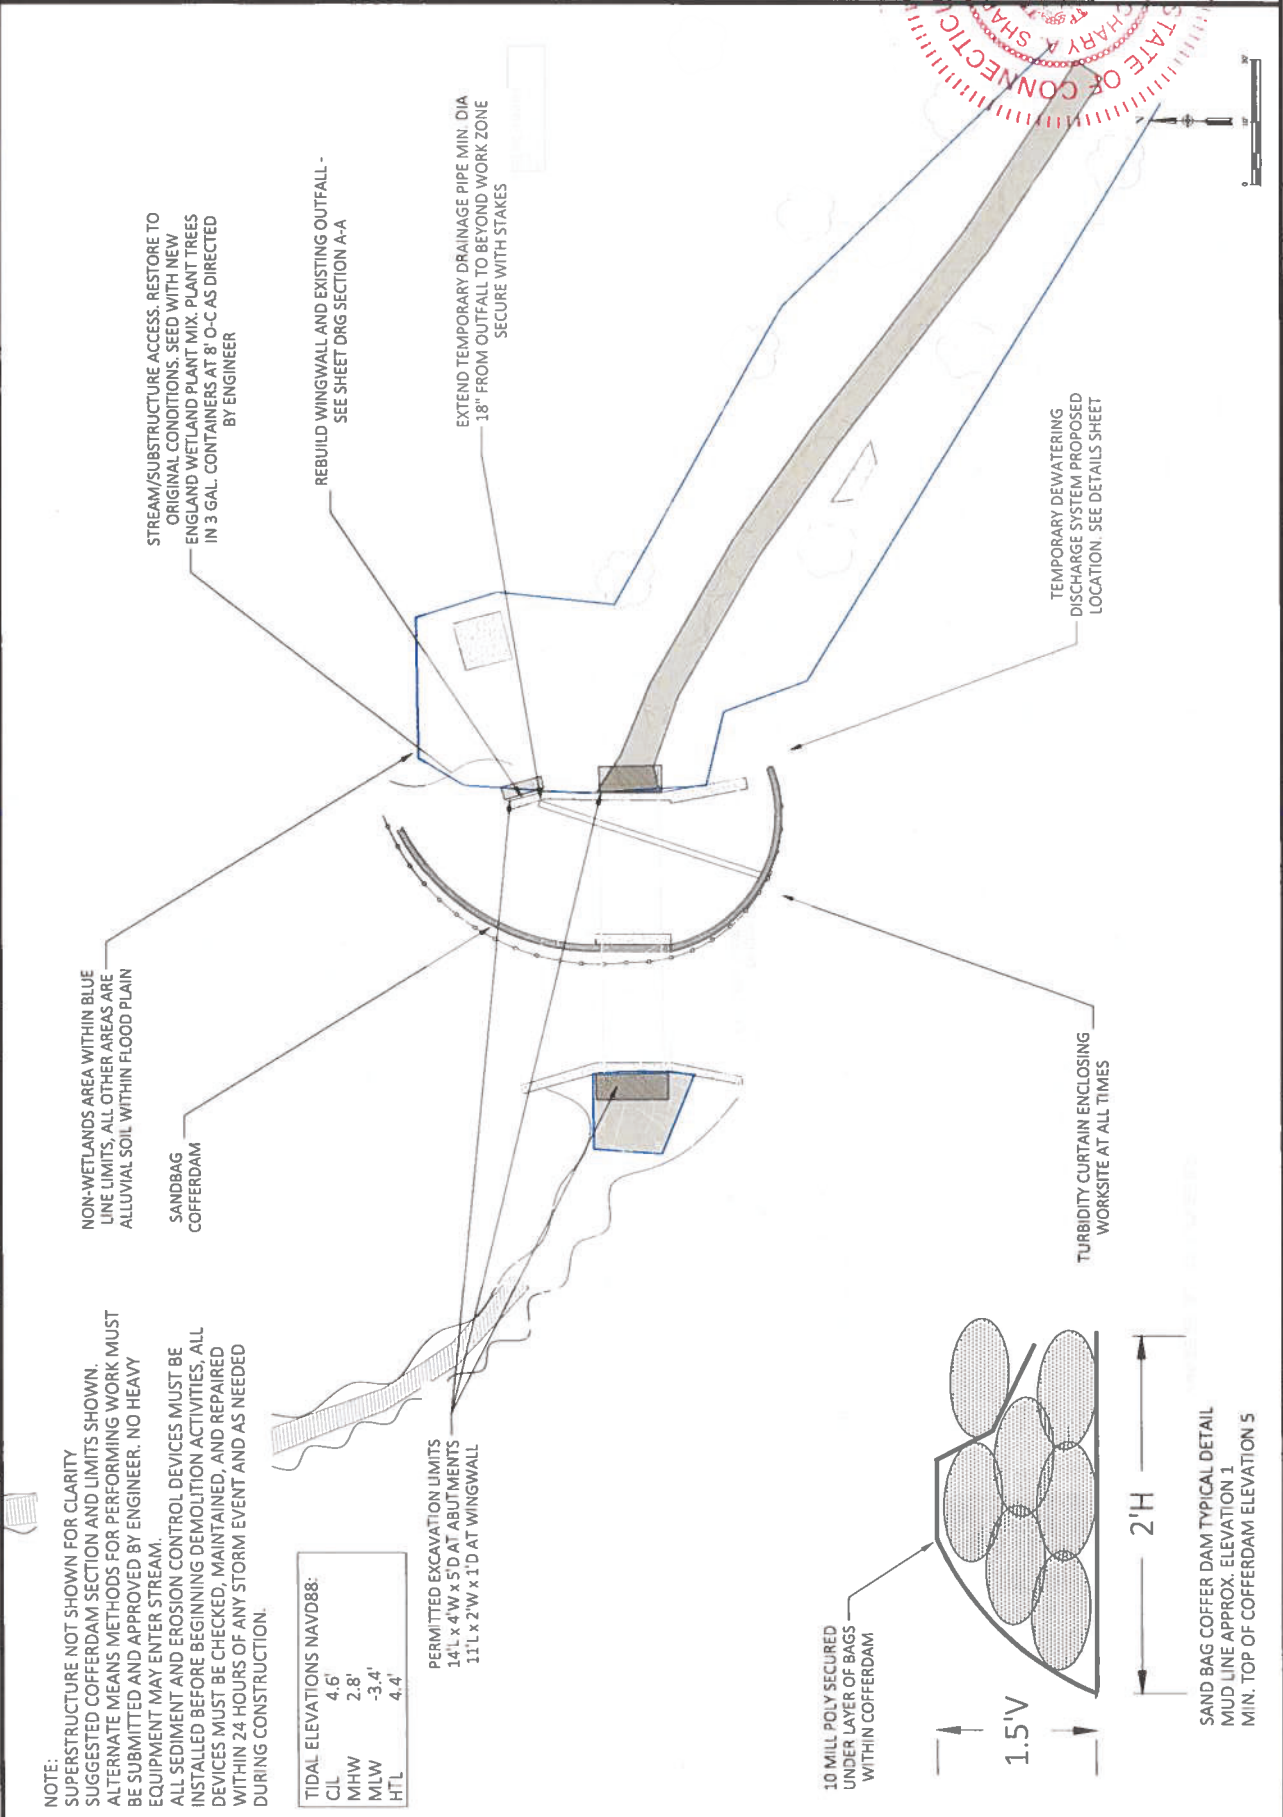 NOTE:
SUPERSTRUCTURE NOT SHOWN FOR CLARITY
SUGGESTED COFFERDAM SECTION AND LIMITS SHOWN.
ALTERNATE MEANS METHODS FOR PERFORMING WORK MUST
BE SUBMITTED AND APPROVED BY ENGINEER. NO HEAVY
EQUIPMENT MAY ENTER STREAM.
ALL SEDIMENT AND EROSION CONTROL DEVICES MUST BE
INSTALLED BEFORE BEGINNING DEMOLITION ACTIVITIES, ALL
DEVICES MUST BE CHECKED, MAINTAINED, AND REPAIRED
WITHIN 24 HOURS OF ANY STORM EVENT AND AS NEEDED
DURING CONSTRUCTION.
TIDAL ELEVATIONS NAVD88:
CJL 4.6'
MHW 2.8'
MLW -3.4'
HTL 4.4'
NON-WETLANDS AREA WITHIN BLUE
LINE LIMITS, ALL OTHER AREAS ARE
ALLUVIAL SOIL WITHIN FLOOD PLAIN
SANDBAG
COFFERDAM
STREAM/SUBSTRUCTURE ACCESS. RESTORE TO
ORIGINAL CONDITIONS. SEED WITH NEW
ENGLAND WETLAND PLANT MIX. PLANT TREES
IN 3 GAL. CONTAINERS AT 8' O-C AS DIRECTED
BY ENGINEER
REBUILD WINGWALL AND EXISTING OUTFALL -
SEE SHEET DRG SECTION A-A
EXTEND TEMPORARY DRAINAGE PIPE MIN. DIA
18" FROM OUTFALL TO BEYOND WORK ZONE
SECURE WITH STAKES
PERMITTED EXCAVATION LIMITS
14'L x 4'W x 5'D AT ABUTMENTS
11'L x 2'W x 1'D AT WINGWALL
TEMPORARY DEWATERING
DISCHARGE SYSTEM PROPOSED
LOCATION. SEE DETAILS SHEET
TURBIDITY CURTAIN ENCLOSING
WORKSITE AT ALL TIMES
10 MILL POLY SECURED
UNDER LAYER OF BAGS
WITHIN COFFERDAM
1.5'V
2'H
SAND BAG COFFER DAM TYPICAL DETAIL
MUD LINE APPROX. ELEVATION 1
MIN. TOP OF COFFERDAM ELEVATION 5
STATE OF CONNECTIC
CHARY A. SHA
0 10'